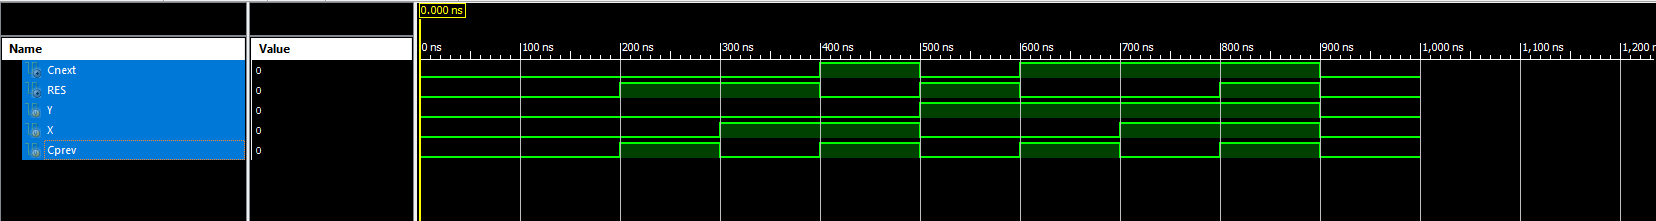 0.000 ns
Name Value 0 ns 100 ns 200 ns 300 ns 400 ns 500 ns 600 ns 700 ns 800 ns 900 ns 1,000 ns 1,100 ns 1,200
Cnext 0
RES 0
Y 0
X 0
Cprev 0